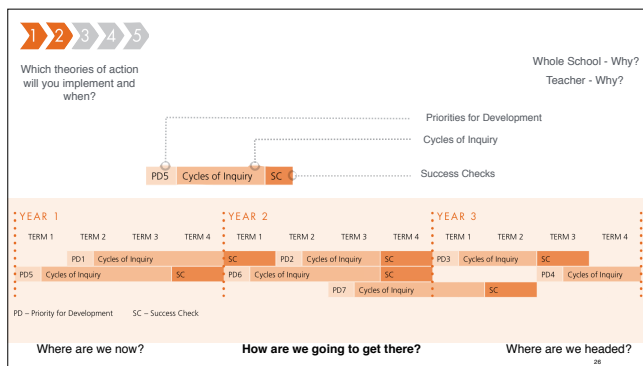 1 2 3 4 5
Which theories of action
will you implement and
when?
Whole School - Why?
Teacher - Why?
Priorities for Development
Cycles of Inquiry
Success Checks
PD5 Cycles of Inquiry SC
YEAR 1 YEAR 2 YEAR 3
TERM 1 TERM 2 TERM 3 TERM 4 TERM 1 TERM 2 TERM 3 TERM 4 TERM 1 TERM 2 TERM 3 TERM 4
PD1 Cycles of Inquiry SC PD2 Cycles of Inquiry SC PD3 Cycles of Inquiry SC
PD5 Cycles of Inquiry SC PD6 Cycles of Inquiry SC PD4 Cycles of Inquiry
PD7 Cycles of Inquiry SC
PD – Priority for Development SC – Success Check
Where are we now? How are we going to get there? Where are we headed?
26